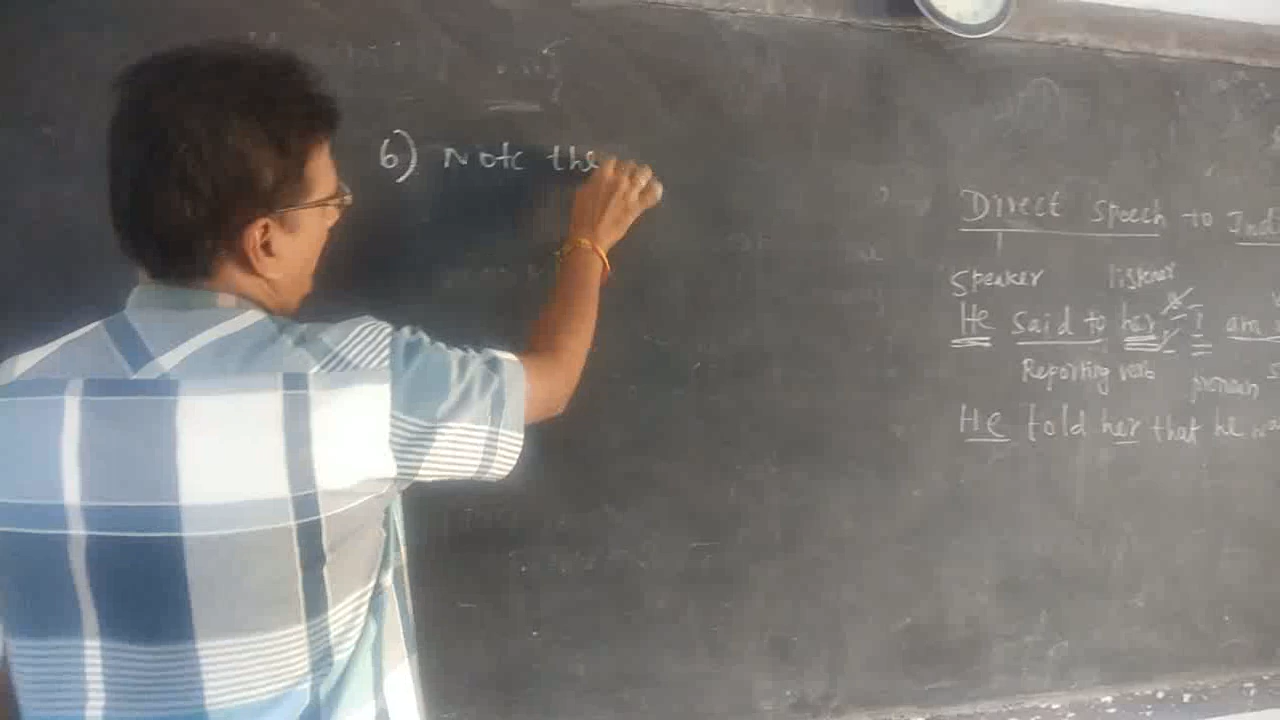 6) Note the
Direct speech to Ind
Speaker listener
He said to her I am
Reporting verb pronoun
He told her that he